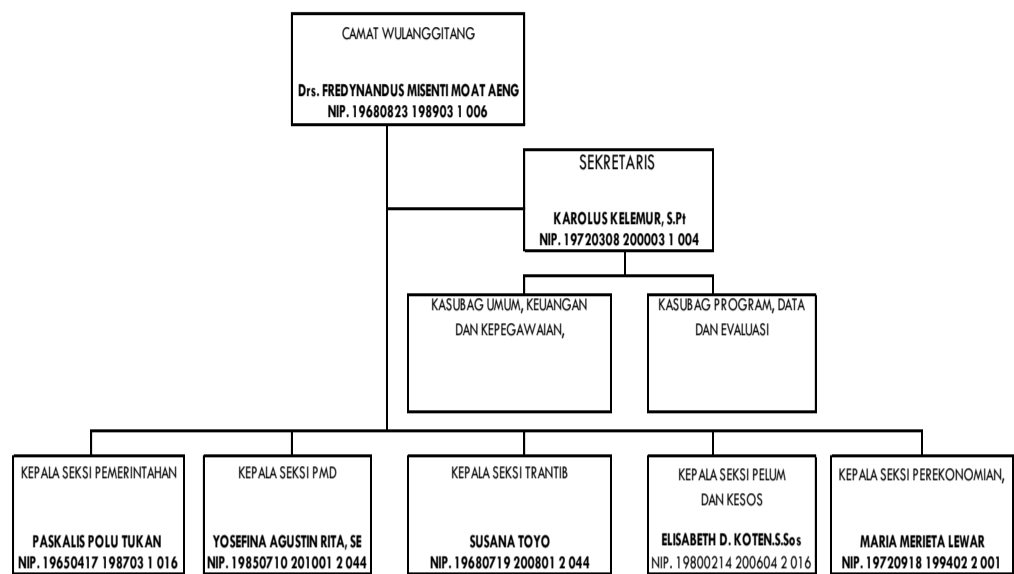 CAMAT WULANGGITANG
Drs. FREDYNANDUS MISENTI MOAT AENG
NIP. 19680823 198903 1 006
SEKRETARIS
KAROLUS KELEMUR, S.Pt
NIP. 19720308 200003 1 004
KASUBAG UMUM, KEUANGAN
DAN KEPEGAWAIAN,
KASUBAG PROGRAM, DATA
DAN EVALUASI
KEPALA SEKSI PEMERINTAHAN
PASKALIS POLU TUKAN
NIP. 19650417 198703 1 016
KEPALA SEKSI PMD
YOSEFINA AGUSTIN RITA, SE
NIP. 19850710 201001 2 044
KEPALA SEKSI TRANTIB
SUSANA TOYO
NIP. 19680719 200801 2 044
KEPALA SEKSI PELUM
DAN KESOS
ELISABETH D. KOTEN.S.Sos
NIP. 19800214 200604 2 016
KEPALA SEKSI PEREKONOMIAN,
MARIA MERIETA LEWAR
NIP. 19720918 199402 2 001